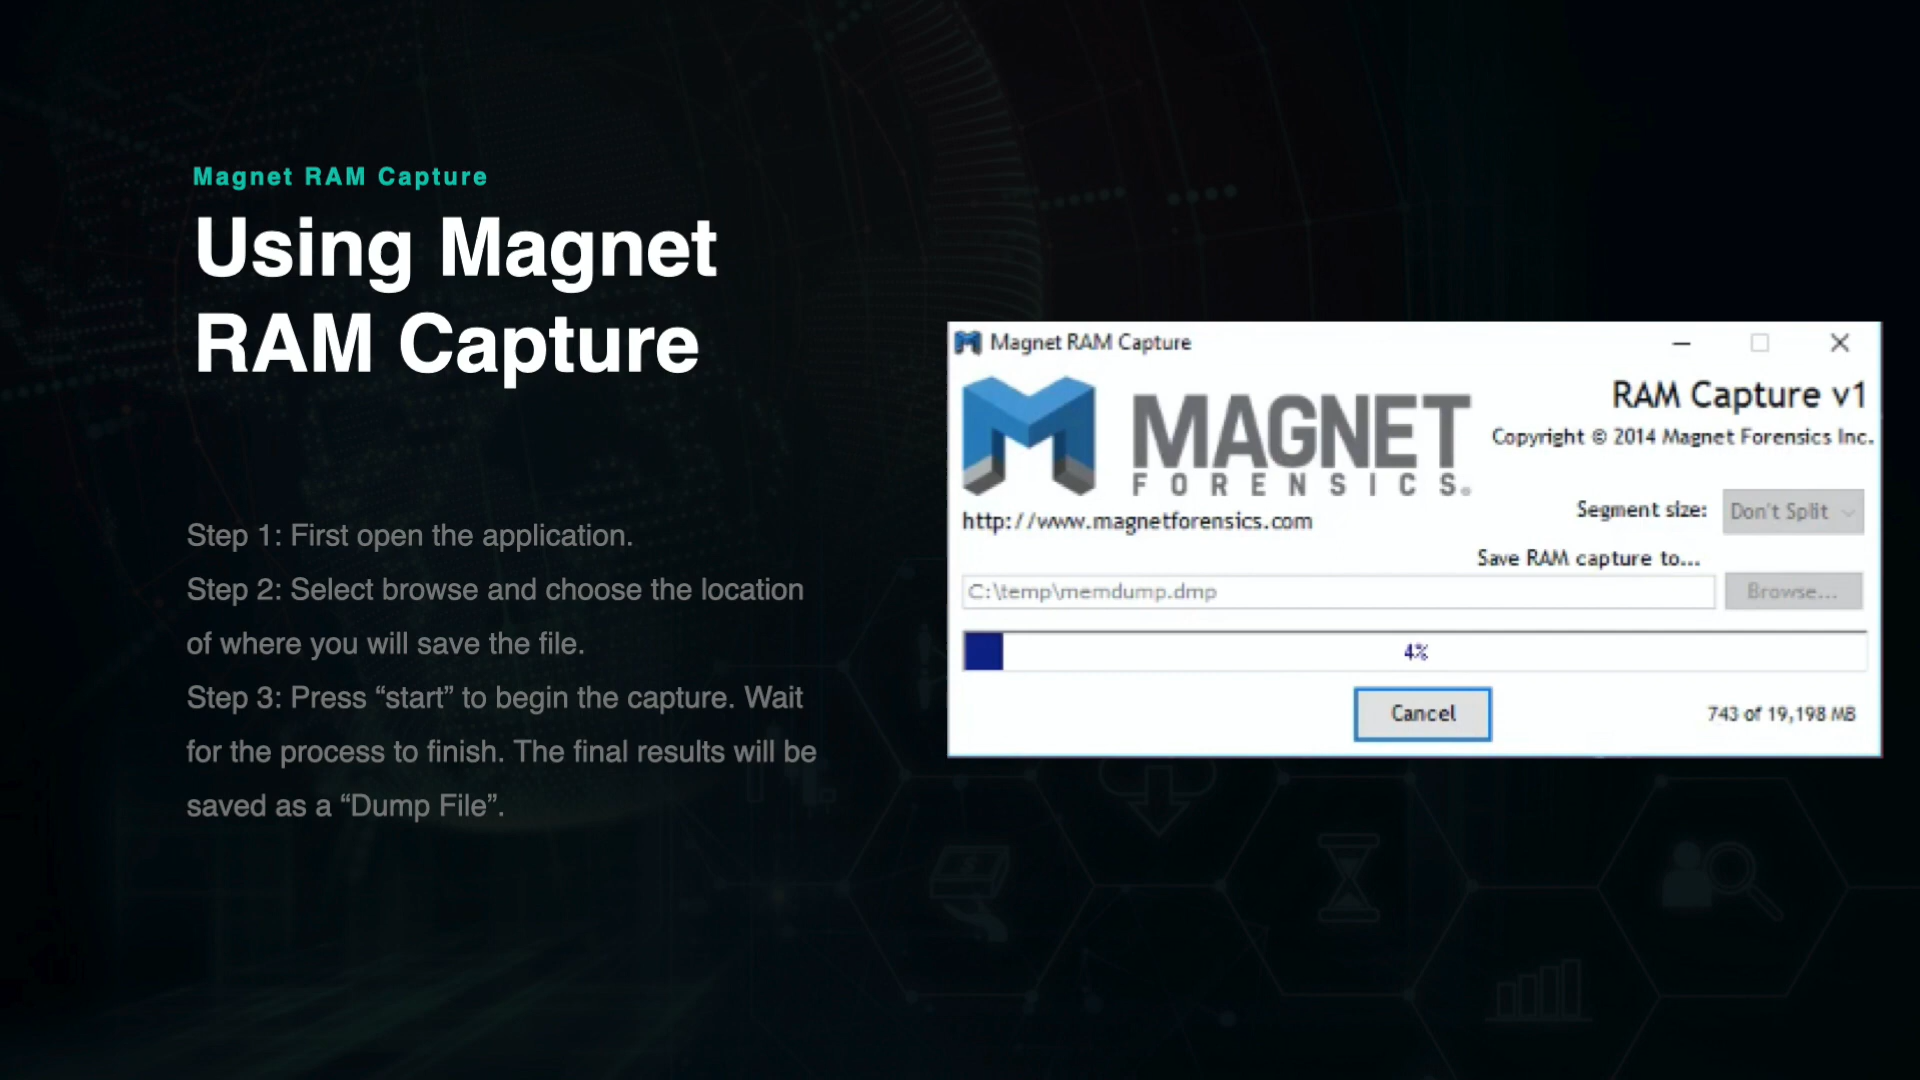 Magnet RAM Capture
Using Magnet
RAM Capture
Step 1: First open the application.
Step 2: Select browse and choose the location
of where you will save the file.
Step 3: Press “start” to begin the capture. Wait
for the process to finish. The final results will be
saved as a “Dump File”.
Magnet RAM Capture
MAGNET
FORENSICS®
RAM Capture v1
Copyright © 2014 Magnet Forensics Inc.
http://www.magnetforensics.com
Segment size: Don't Split
Save RAM capture to...
C:\temp\memdump.dmp Browse...
4%
Cancel
743 of 19,198 MB